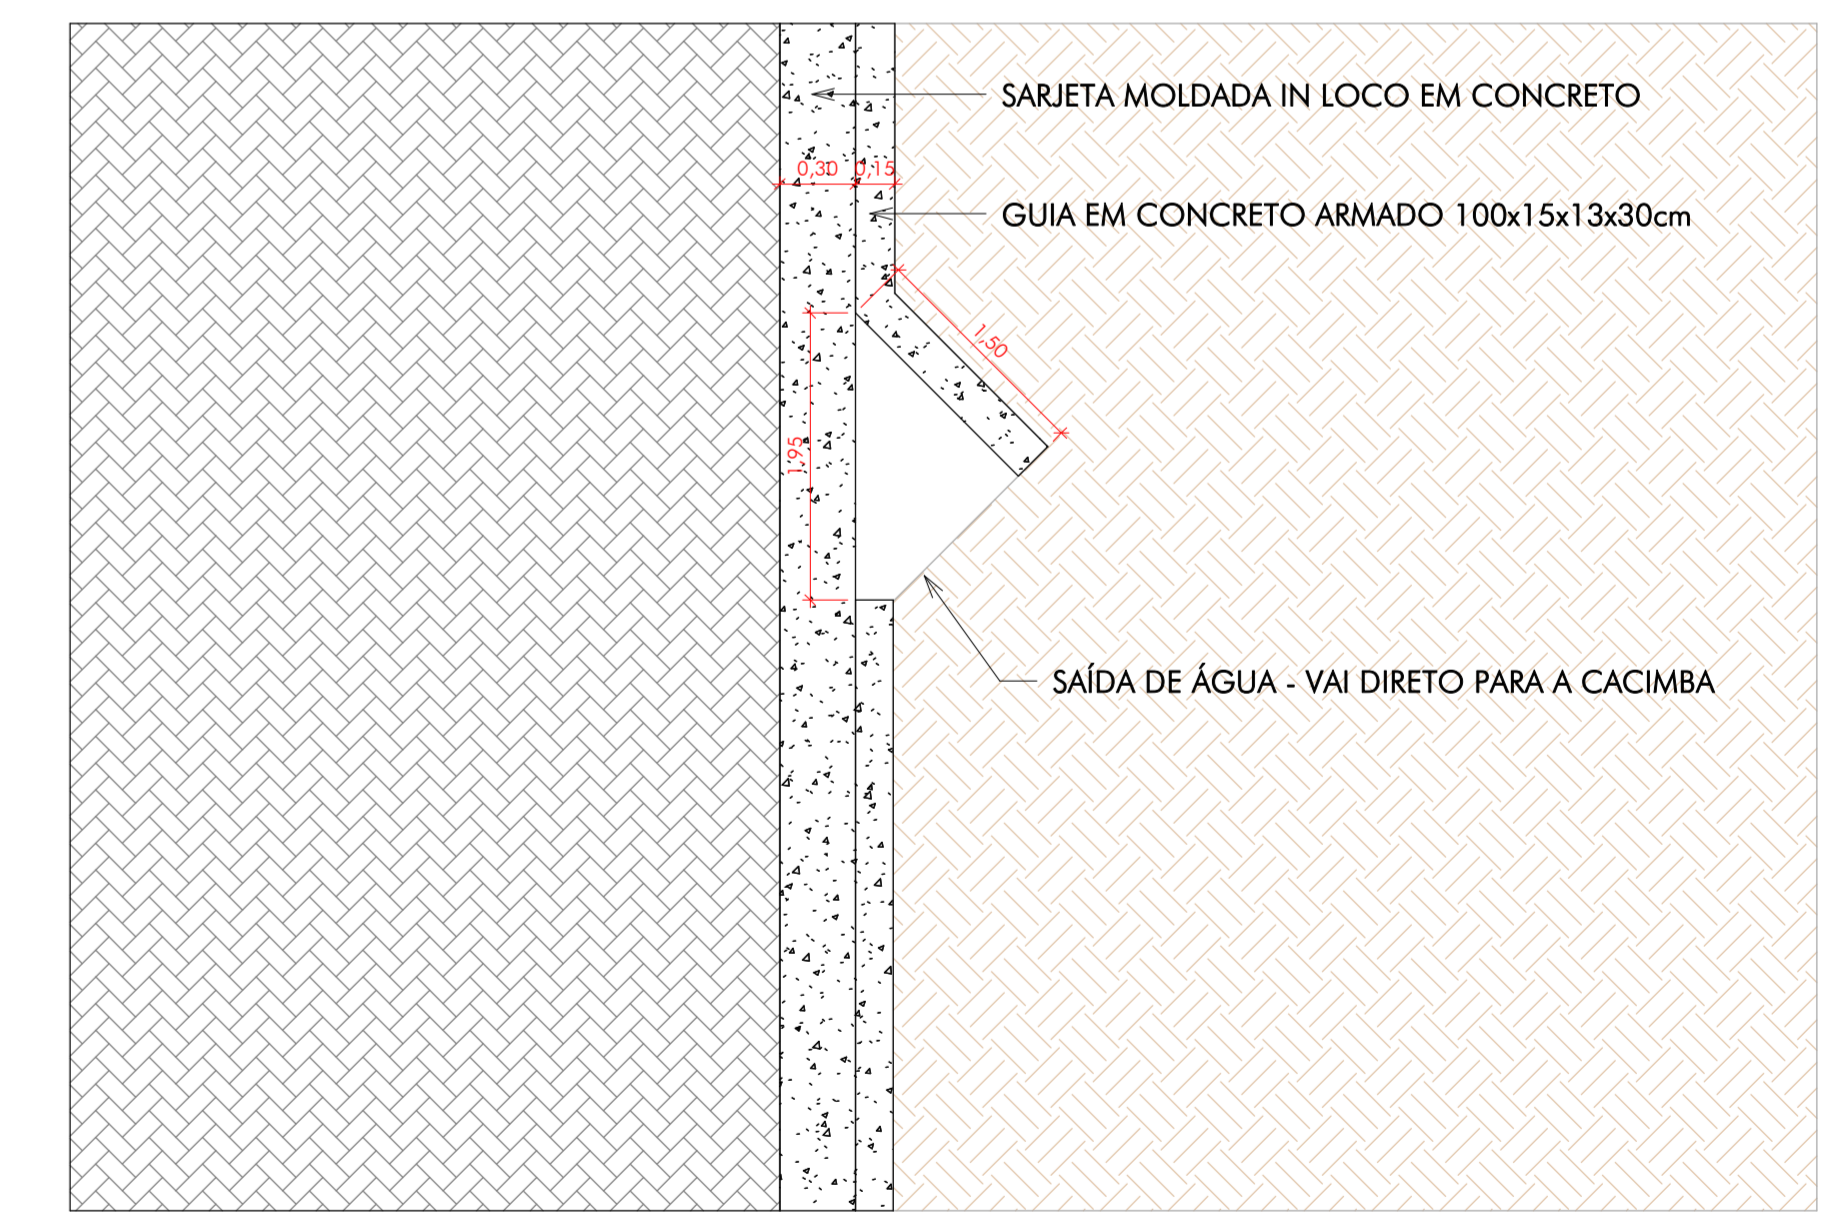 SARJETA MOLDADA IN LOCO EM CONCRETO
0,30 0,15
GUIA EM CONCRETO ARMADO 100x15x13x30cm
1,50
1,95
SAÍDA DE ÁGUA - VAI DIRETO PARA A CACIMBA